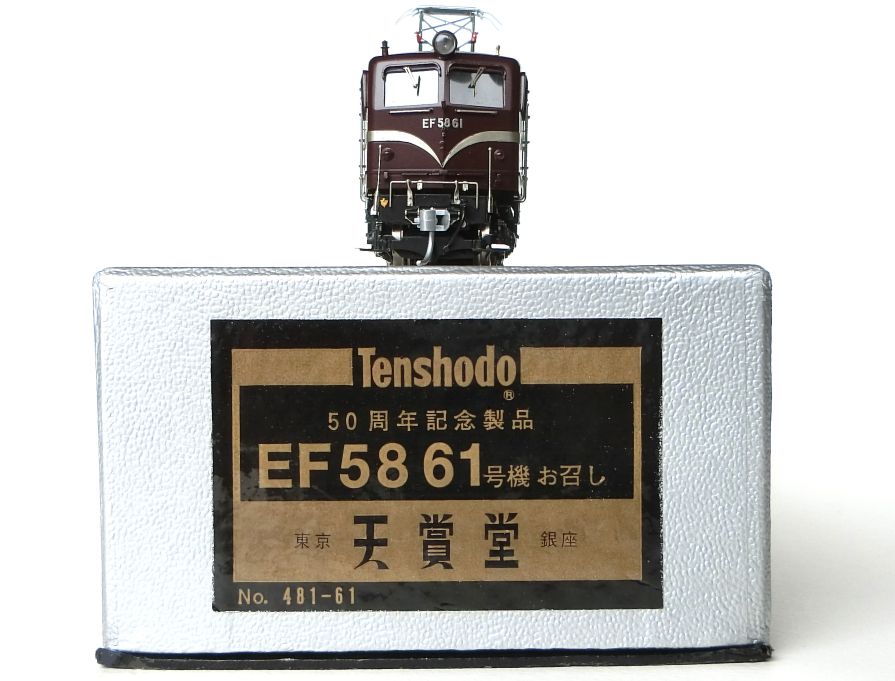 EF5861
Tenshodo
®
50周年記念製品
EF58 61号機 お召し
東京 天賞堂 銀座
No. 481-61